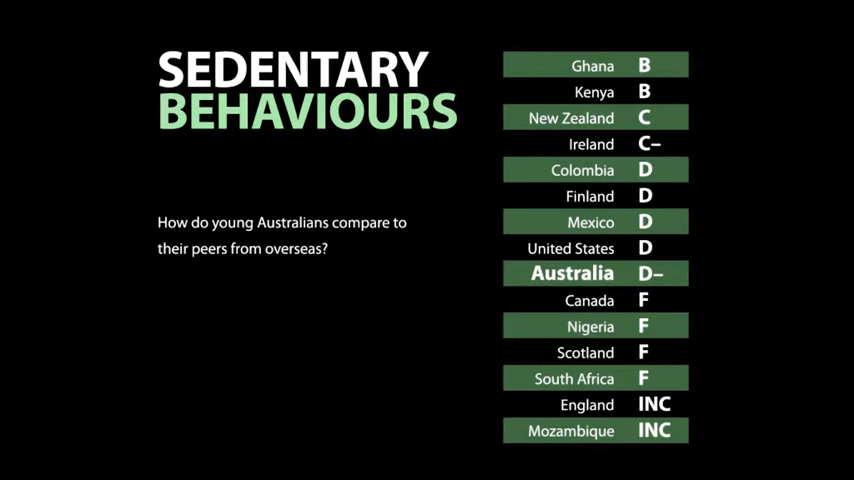 SEDENTARY
BEHAVIOURS
How do young Australians compare to
their peers from overseas?
Ghana B
Kenya B
New Zealand C
Ireland C–
Colombia D
Finland D
Mexico D
United States D
Australia D–
Canada F
Nigeria F
Scotland F
South Africa F
England INC
Mozambique INC